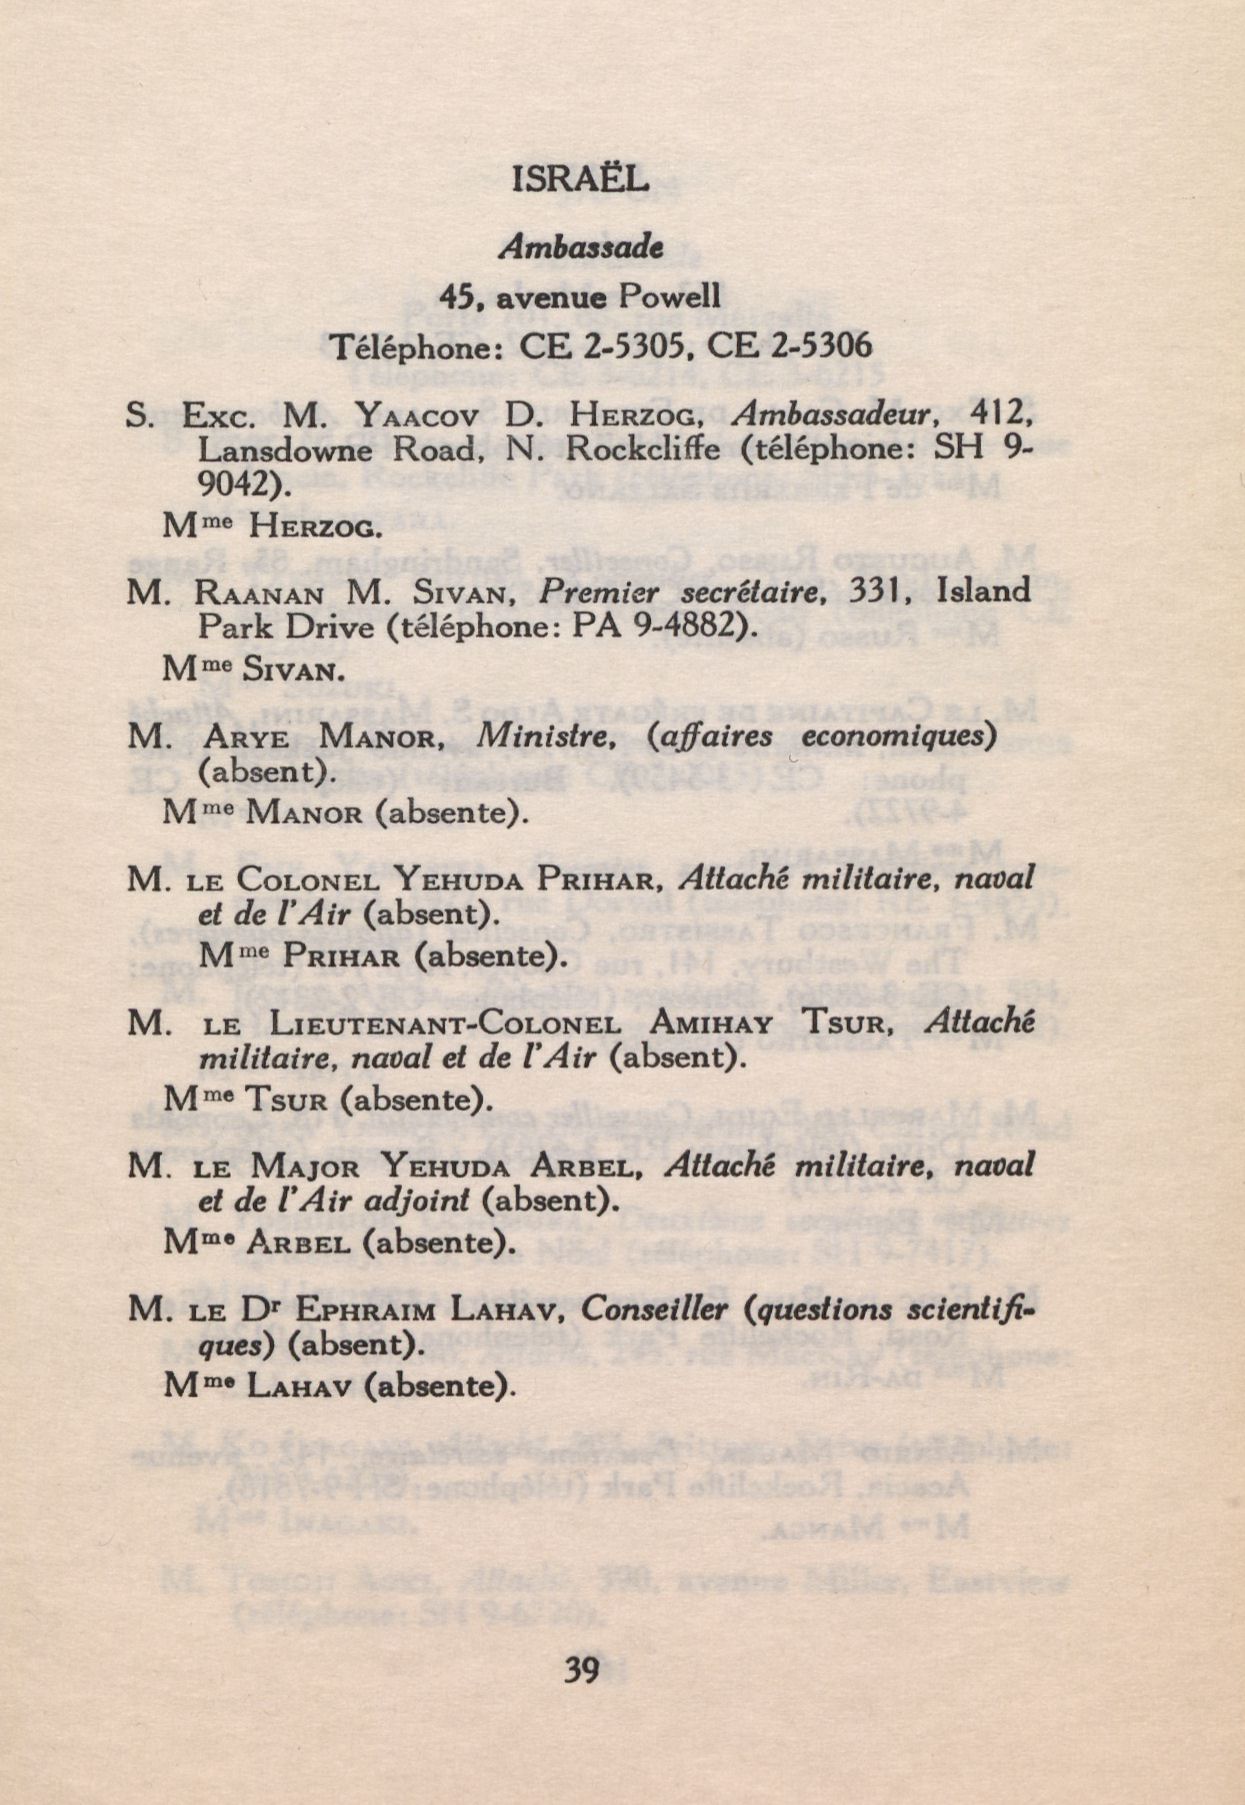 ISRAËL
Ambassade
45, avenue Powell
Téléphone: CE 2-5305, CE 2-5306
S. Exc. M. Yaacov D. Herzog, Ambassadeur, 412,
Lansdowne Road, N. Rockcliffe (téléphone: SH 9-
9042).
Mme Herzog.
M. Raanan M. Sivan, Premier secrétaire, 331, Island
Park Drive (téléphone: PA 9-4882).
Mme Sivan.
M. Arye Manor, Ministre, (affaires economiques)
(absent).
Mme Manor (absente).
M. le Colonel Yehuda Prihar, Attaché militaire, naval
et de l'Air (absent).
Mme Prihar (absente).
M. le Lieutenant-Colonel Amihay Tsur, Attaché
militaire, naval et de l'Air (absent).
Mme Tsur (absente).
M. le Major Yehuda Arbel, Attaché militaire, naval
et de l'Air adjoint (absent).
Mme Arbel (absente).
M. le Dr Ephraim Lahav, Conseiller (questions scientifi-
ques) (absent).
Mme Lahav (absente).
39